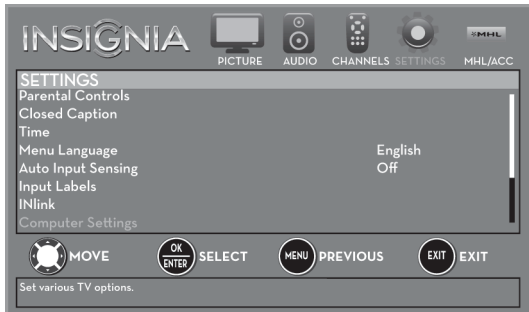 INSIGNIA
PICTURE AUDIO CHANNELS SETTINGS MHL MHL/ACC
SETTINGS
Parental Controls
Closed Caption
Time
Menu Language English
Auto Input Sensing Off
Input Labels
INlink
Computer Settings
MOVE OK ENTER SELECT MENU PREVIOUS EXIT EXIT
Set various TV options.